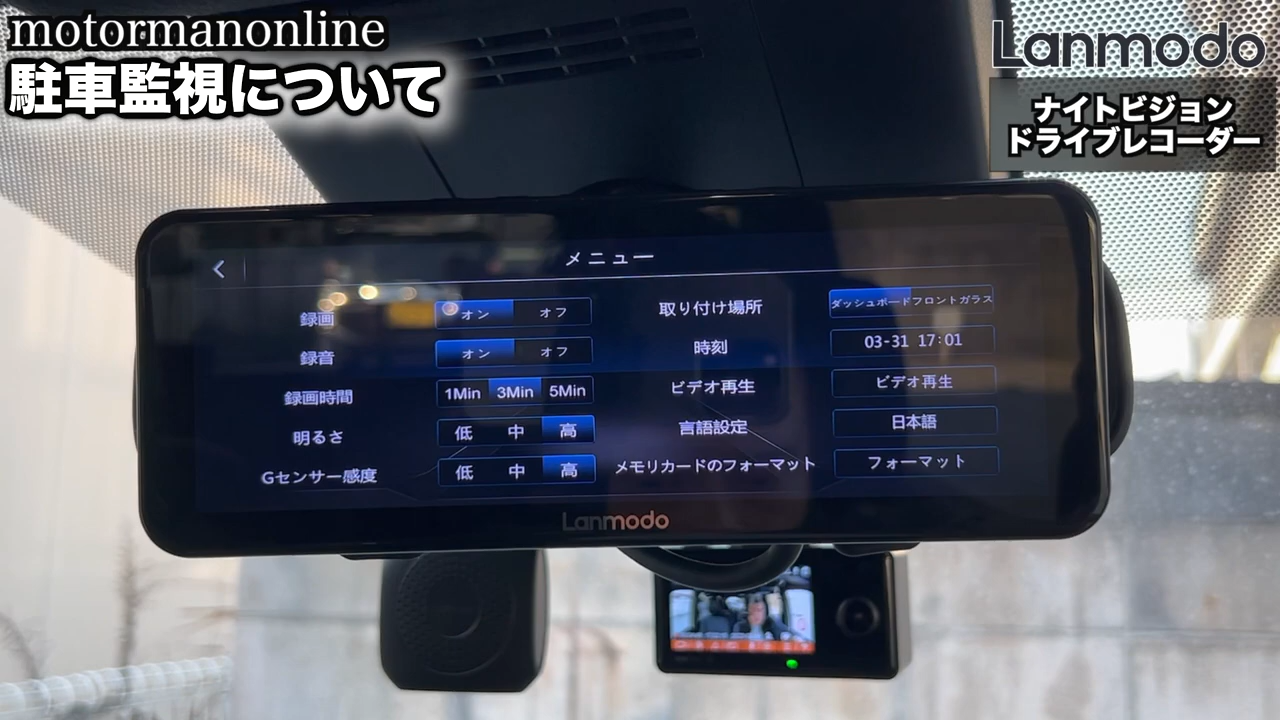 motormanonline
駐車監視について
Lanmodo
ナイトビジョン
ドライブレコーダー
メニュー
録画 オン オフ
録音 オン オフ
録画時間 1Min 3Min 5Min
明るさ 低 中 高
Gセンサー感度 低 中 高
取り付け場所 ダッシュボード フロントガラス
時刻 03-31 17:01
ビデオ再生 ビデオ再生
言語設定 日本語
メモリカードのフォーマット フォーマット
Lanmodo